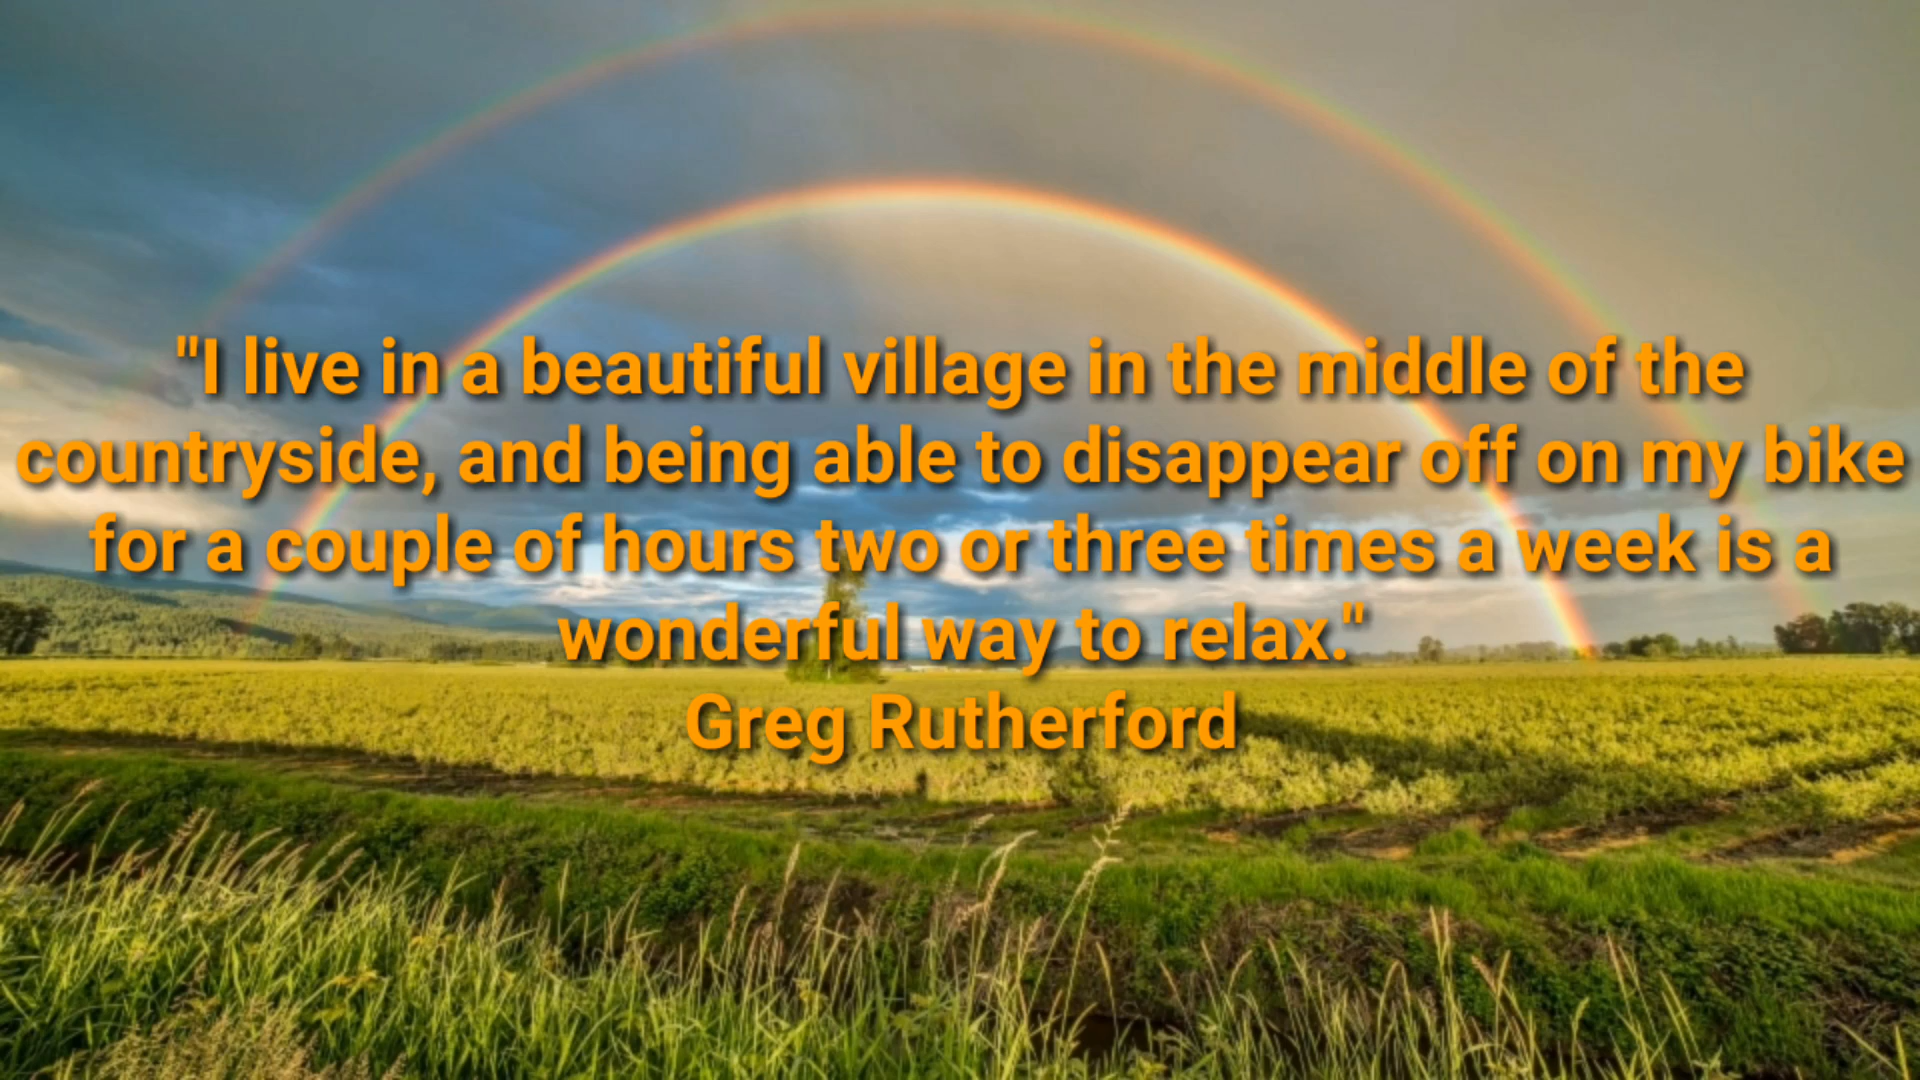 "I live in a beautiful village in the middle of the
countryside, and being able to disappear off on my bike
for a couple of hours two or three times a week is a
wonderful way to relax."
Greg Rutherford